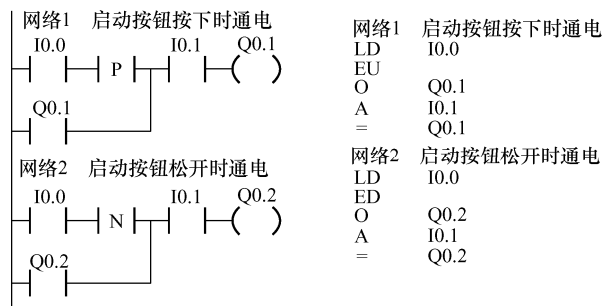 网络1 启动按钮按下时通电
I0.0 I0.1 Q0.1
P
Q0.1
网络2 启动按钮松开时通电
I0.0 I0.1 Q0.2
N
Q0.2
网络1 启动按钮按下时通电
LD I0.0
EU
O Q0.1
A I0.1
= Q0.1
网络2 启动按钮松开时通电
LD I0.0
ED
O Q0.2
A I0.1
= Q0.2